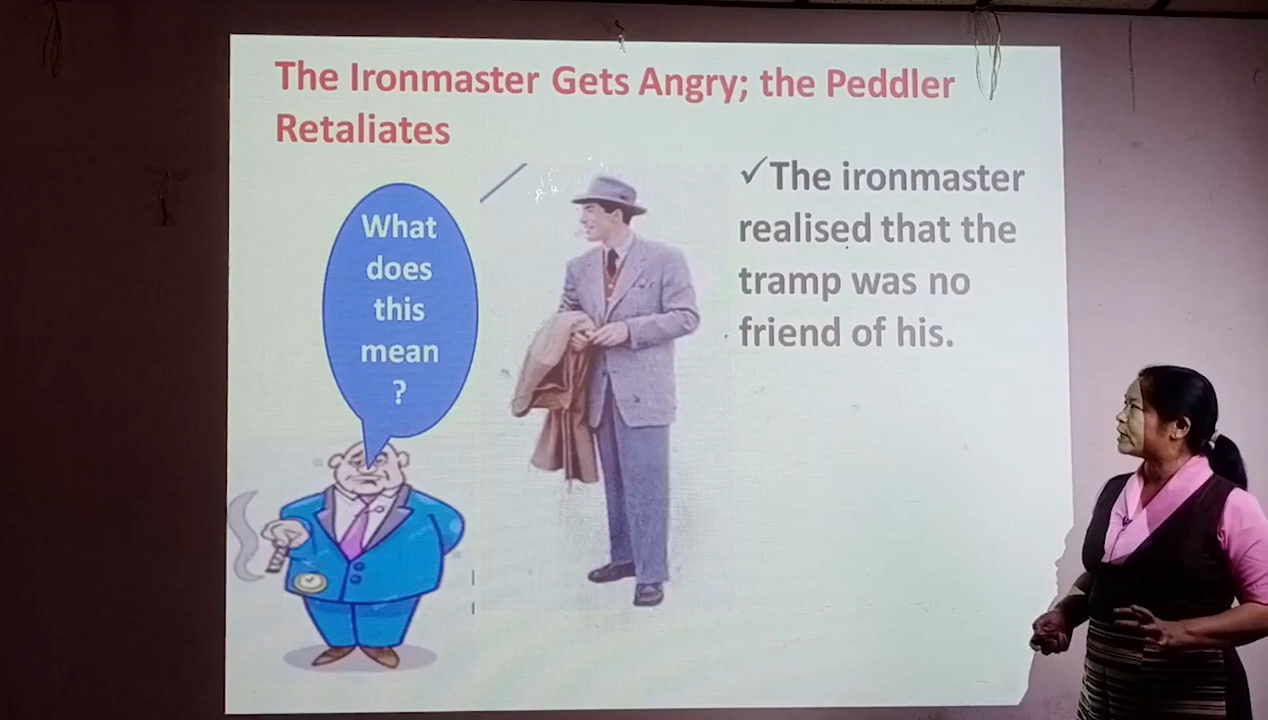 The Ironmaster Gets Angry; the Peddler
Retaliates
What
does
this
mean
?
✓The ironmaster
realised that the
tramp was no
friend of his.